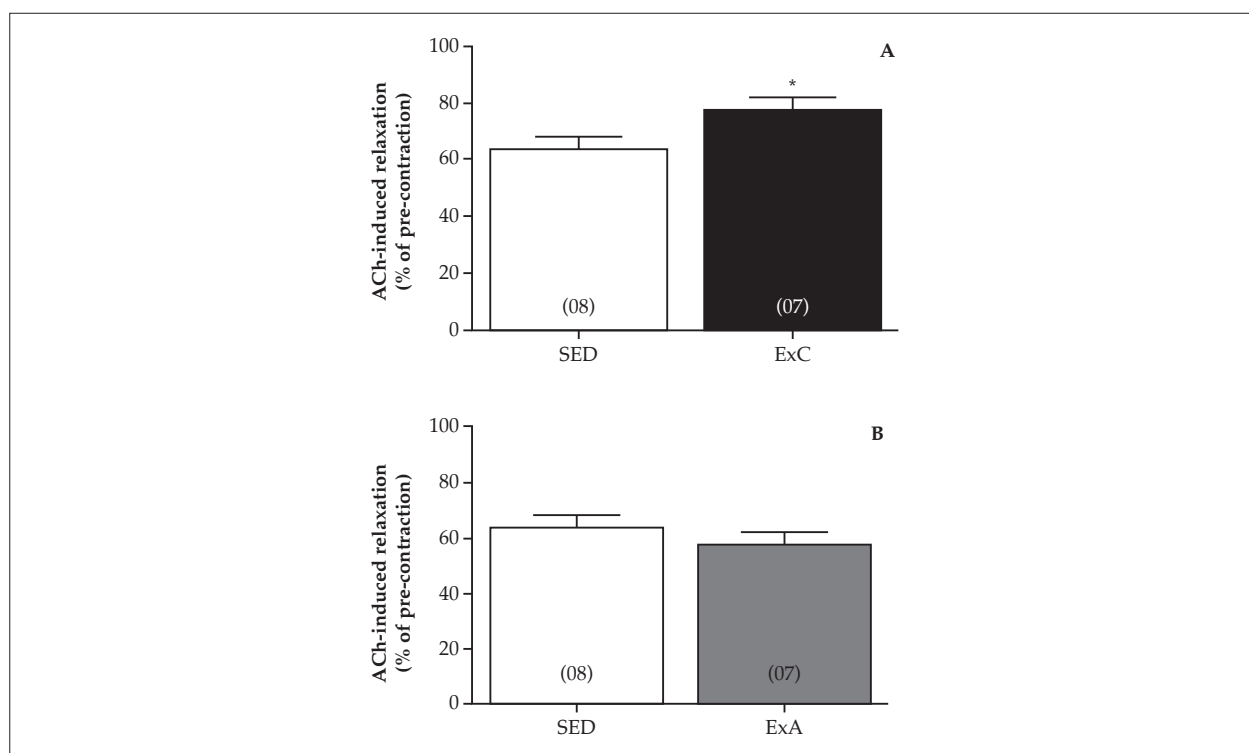 A
ACh-induced relaxation
(% of pre-contraction)
100
80
60
40
20
0
*
(08)
(07)
SED
ExC
B
ACh-induced relaxation
(% of pre-contraction)
100
80
60
40
20
0
(08)
(07)
SED
ExA